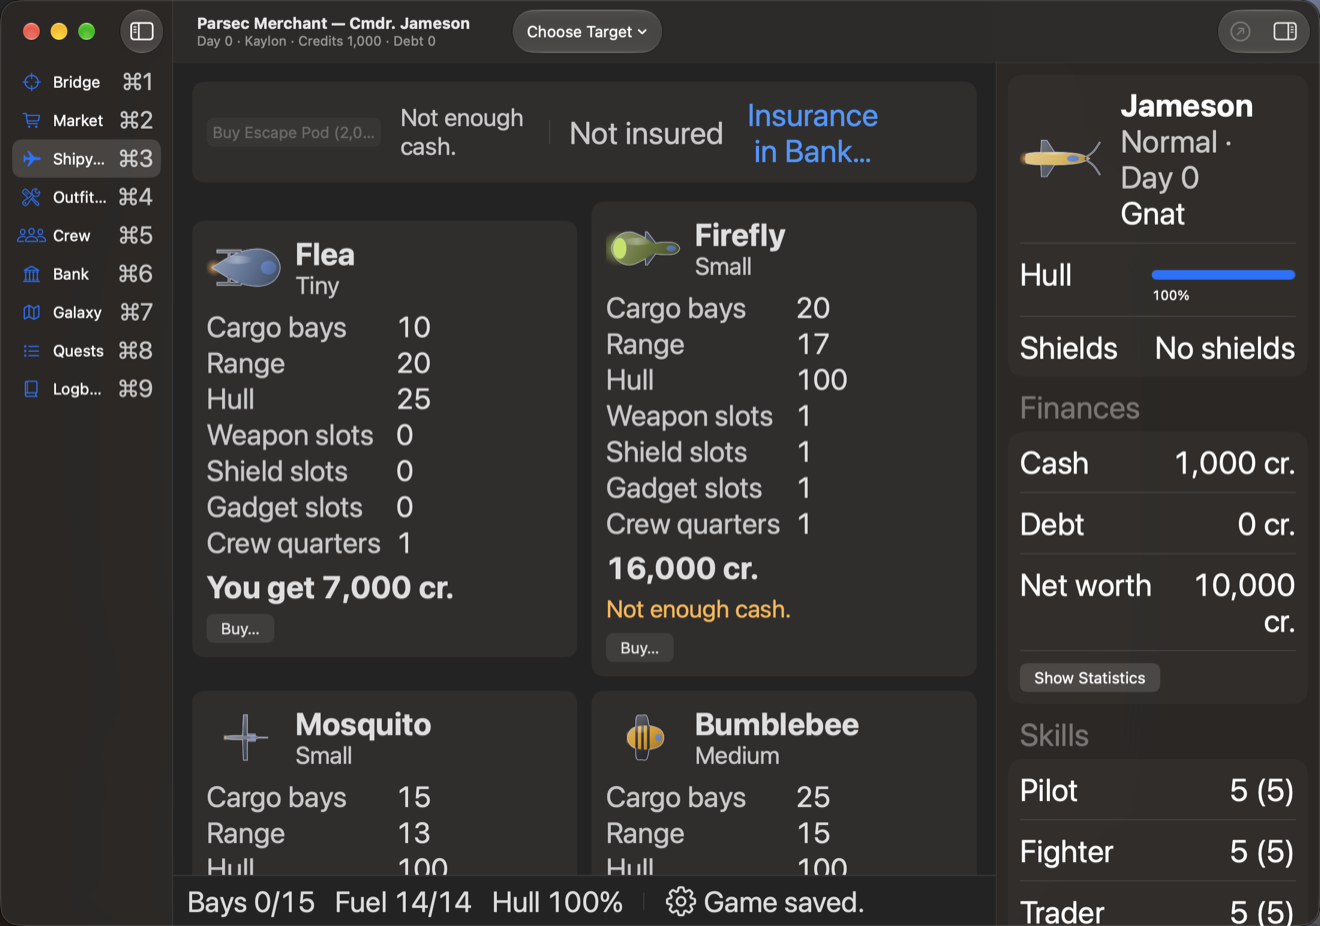 Parsec Merchant — Cmdr. Jameson
Day 0 · Kaylon · Credits 1,000 · Debt 0
Choose Target
Bridge ⌘1
Market ⌘2
Shipy... ⌘3
Outfit... ⌘4
Crew ⌘5
Bank ⌘6
Galaxy ⌘7
Quests ⌘8
Logb... ⌘9
Buy Escape Pod (2,0...
Not enough
cash.
Not insured
Insurance
in Bank...
Flea
Tiny
Cargo bays 10
Range 20
Hull 25
Weapon slots 0
Shield slots 0
Gadget slots 0
Crew quarters 1
You get 7,000 cr.
Buy...
Firefly
Small
Cargo bays 20
Range 17
Hull 100
Weapon slots 1
Shield slots 1
Gadget slots 1
Crew quarters 1
16,000 cr.
Not enough cash.
Buy...
Mosquito
Small
Cargo bays 15
Range 13
Hull 100
Bumblebee
Medium
Cargo bays 25
Range 15
Hull 100
Bays 0/15 Fuel 14/14 Hull 100% Game saved.
Jameson
Normal ·
Day 0
Gnat
Hull
100%
Shields No shields
Finances
Cash 1,000 cr.
Debt 0 cr.
Net worth 10,000
cr.
Show Statistics
Skills
Pilot 5 (5)
Fighter 5 (5)
Trader 5 (5)